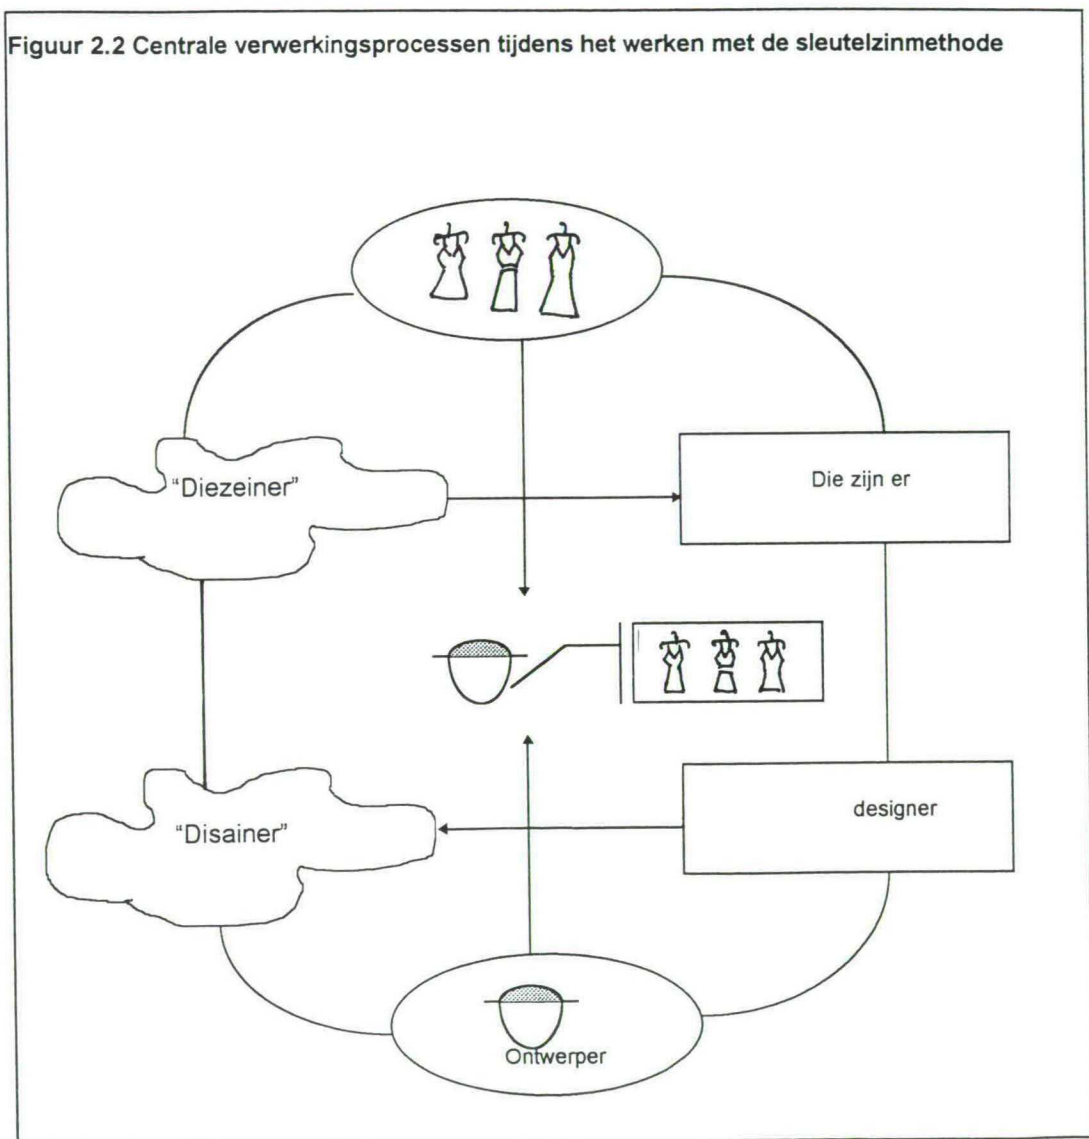 Figuur 2.2 Centrale verwerkingsprocessen tijdens het werken met de sleutelzinmethode
“Diezeiner”
Die zijn er
“Disainer”
designer
Ontwerper